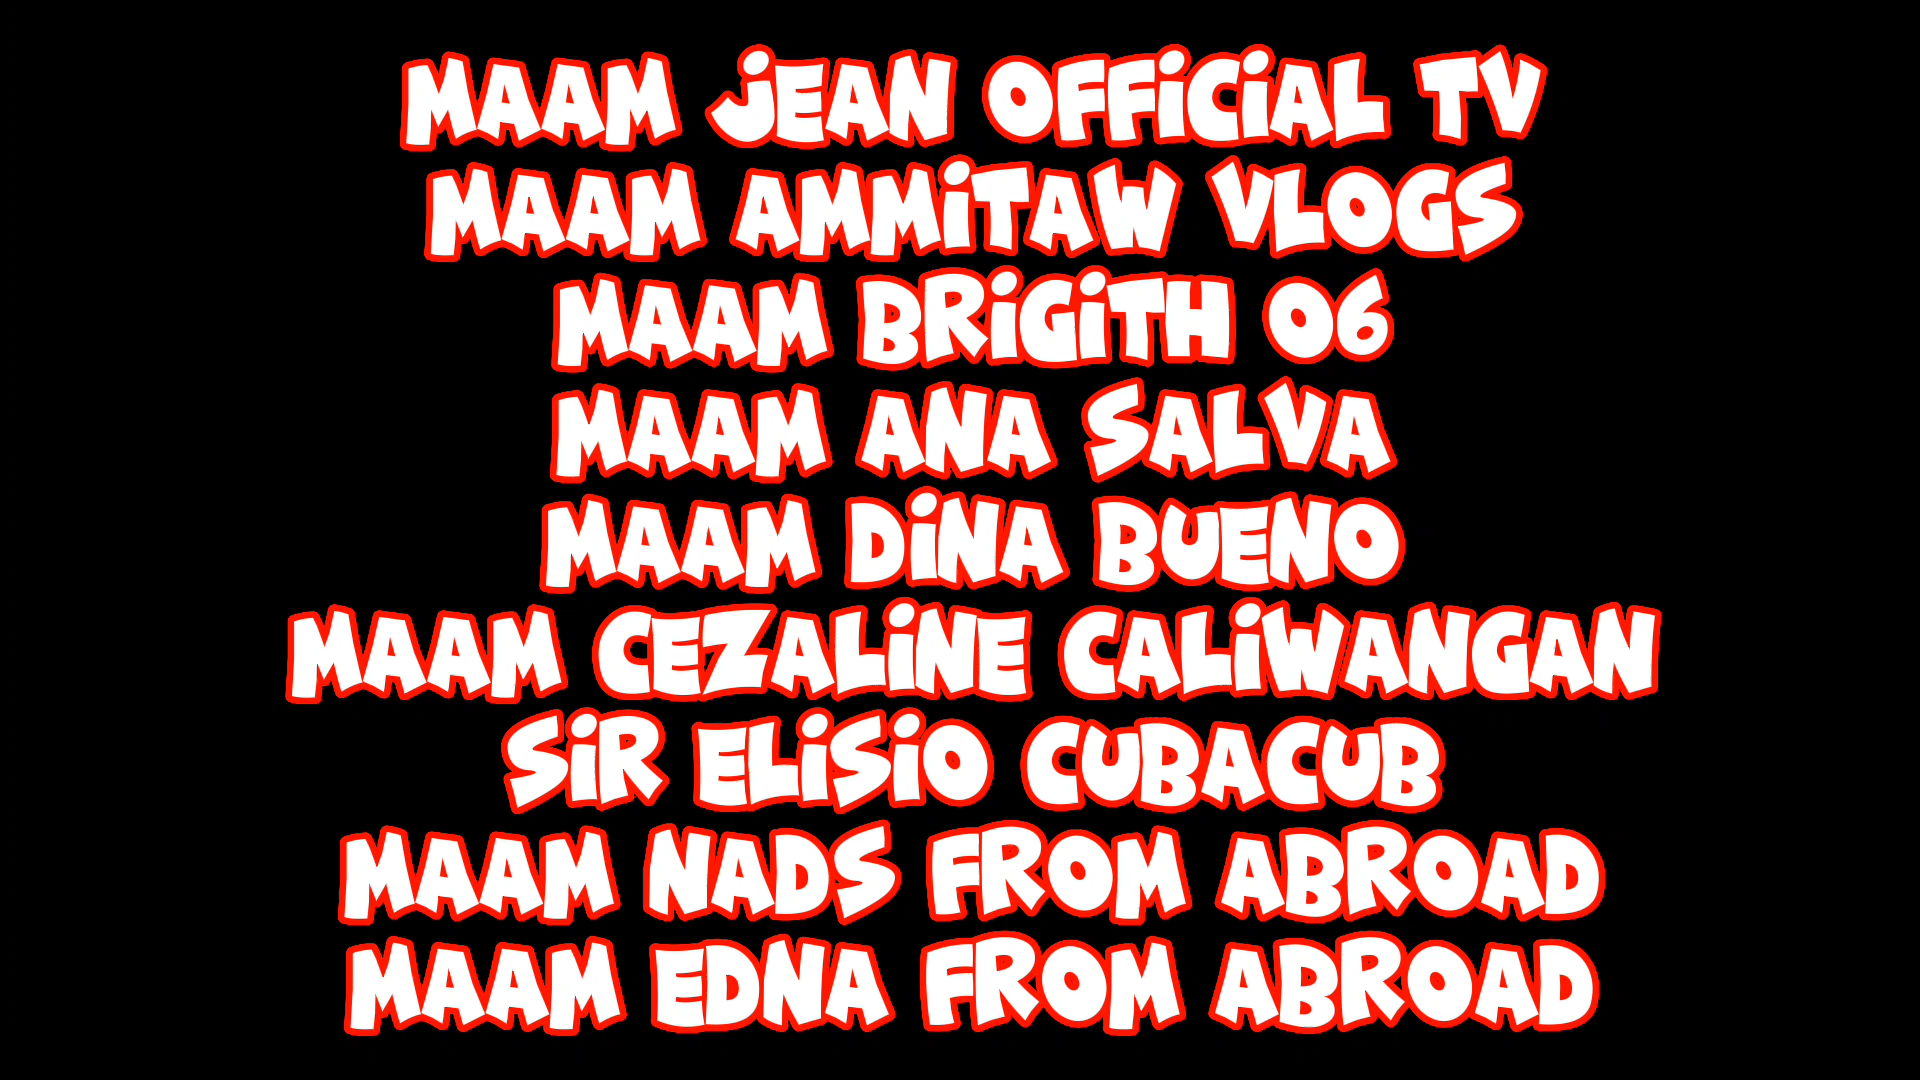 MAAM JEAN OFFICIAL TV
MAAM AMMITAW VLOGS
MAAM BRIGITH 06
MAAM ANA SALVA
MAAM DINA BUENO
MAAM CEZALINE CALIWANGAN
SIR ELISIO CUBACUB
MAAM NADS FROM ABROAD
MAAM EDNA FROM ABROAD